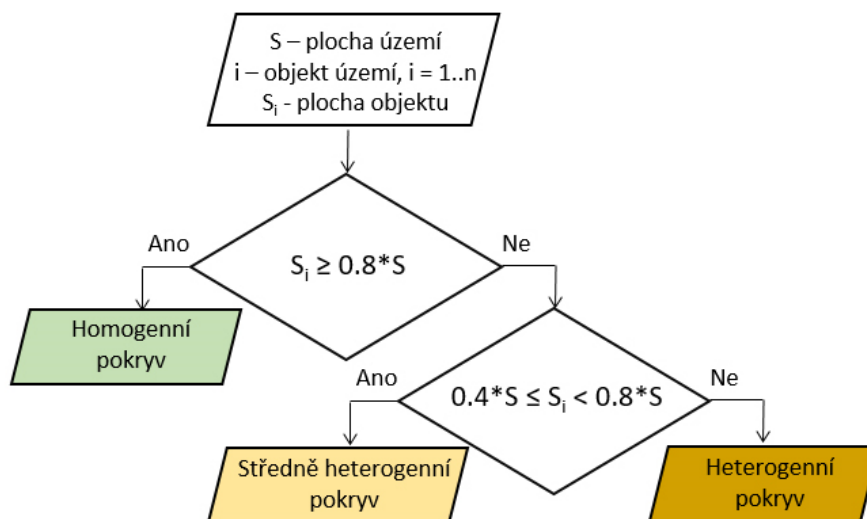 S – plocha území
i – objekt území, i = 1..n
Sᵢ - plocha objektu
Ano
Ne
Sᵢ ≥ 0.8*S
Homogenní
pokryv
Ano
Ne
0.4*S ≤ Sᵢ < 0.8*S
Středně heterogenní
pokryv
Heterogenní
pokryv